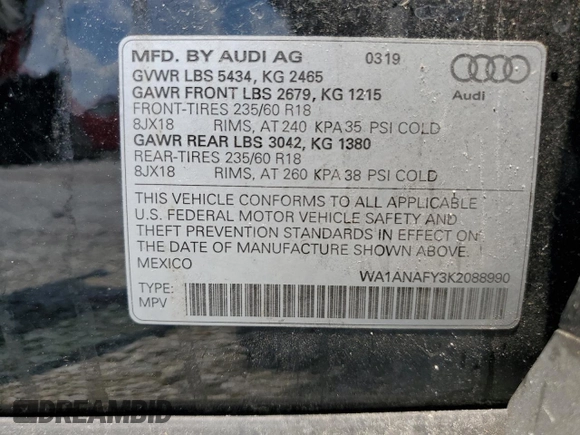 MFD. BY AUDI AG 0319
GVWR LBS 5434, KG 2465
GAWR FRONT LBS 2679, KG 1215
FRONT-TIRES 235/60 R18
8JX18 RIMS, AT 240 KPA 35 PSI COLD
GAWR REAR LBS 3042, KG 1380
REAR-TIRES 235/60 R18
8JX18 RIMS, AT 260 KPA 38 PSI COLD
Audi
THIS VEHICLE CONFORMS TO ALL APPLICABLE
U.S. FEDERAL MOTOR VEHICLE SAFETY AND
THEFT PREVENTION STANDARDS IN EFFECT ON
THE DATE OF MANUFACTURE SHOWN ABOVE.
MEXICO
WA1ANAFY3K2088990
TYPE:
MPV
DREAMBID